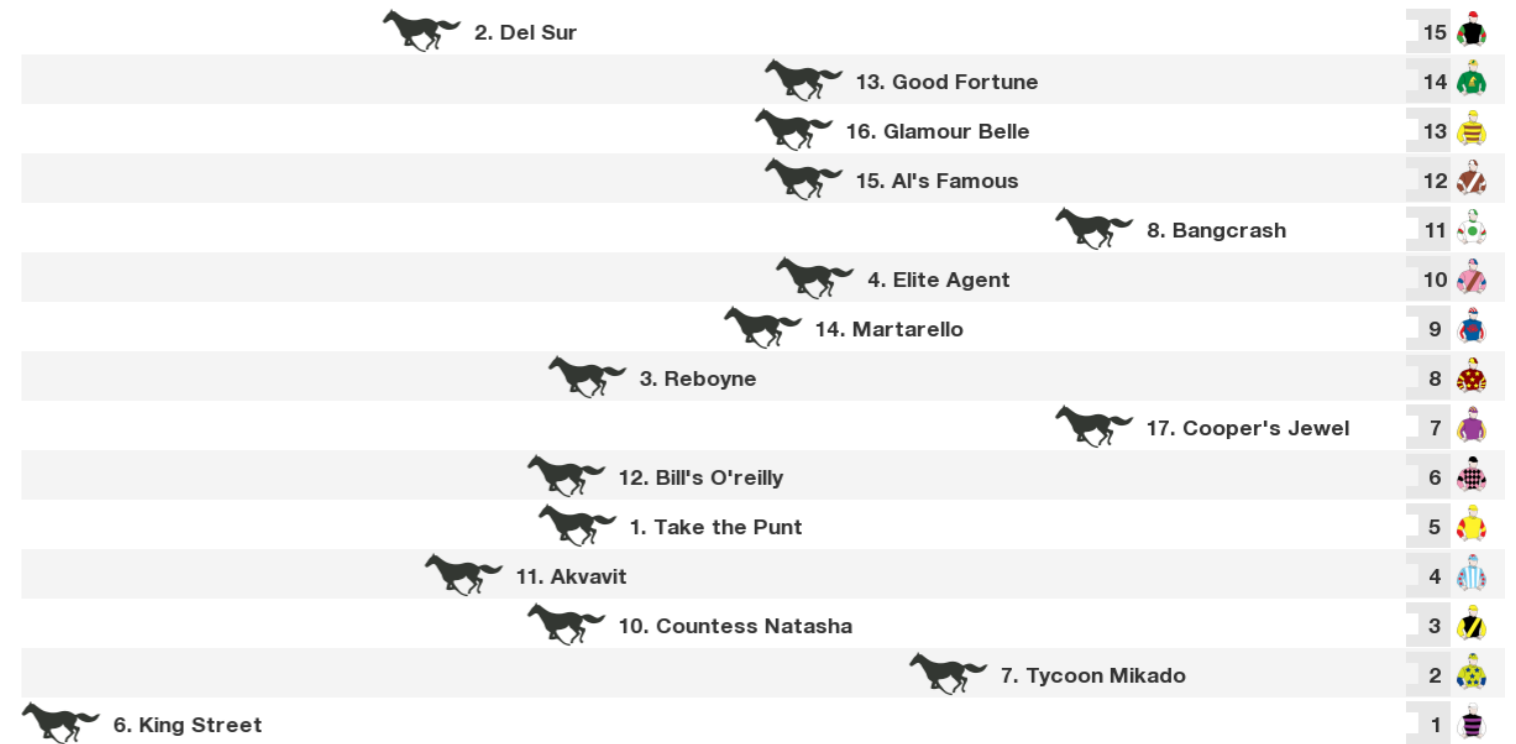 2. Del Sur 15
13. Good Fortune 14
16. Glamour Belle 13
15. Al's Famous 12
8. Bangcrash 11
4. Elite Agent 10
14. Martarello 9
3. Reboyne 8
17. Cooper's Jewel 7
12. Bill's O'reilly 6
1. Take the Punt 5
11. Akvavit 4
10. Countess Natasha 3
7. Tycoon Mikado 2
6. King Street 1